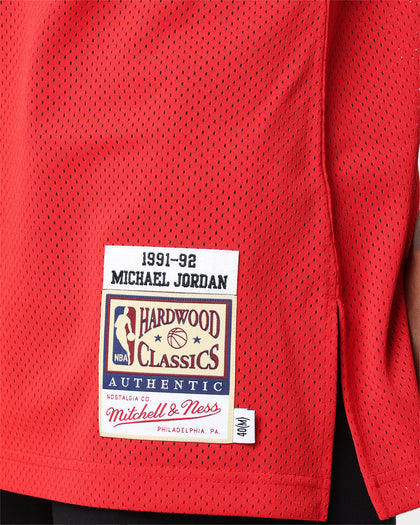 1991-92
MICHAEL JORDAN
NBA
HARDWOOD
CLASSICS
AUTHENTIC
NOSTALGIA CO.
Mitchell & Ness
PHILADELPHIA, PA.
40(M)